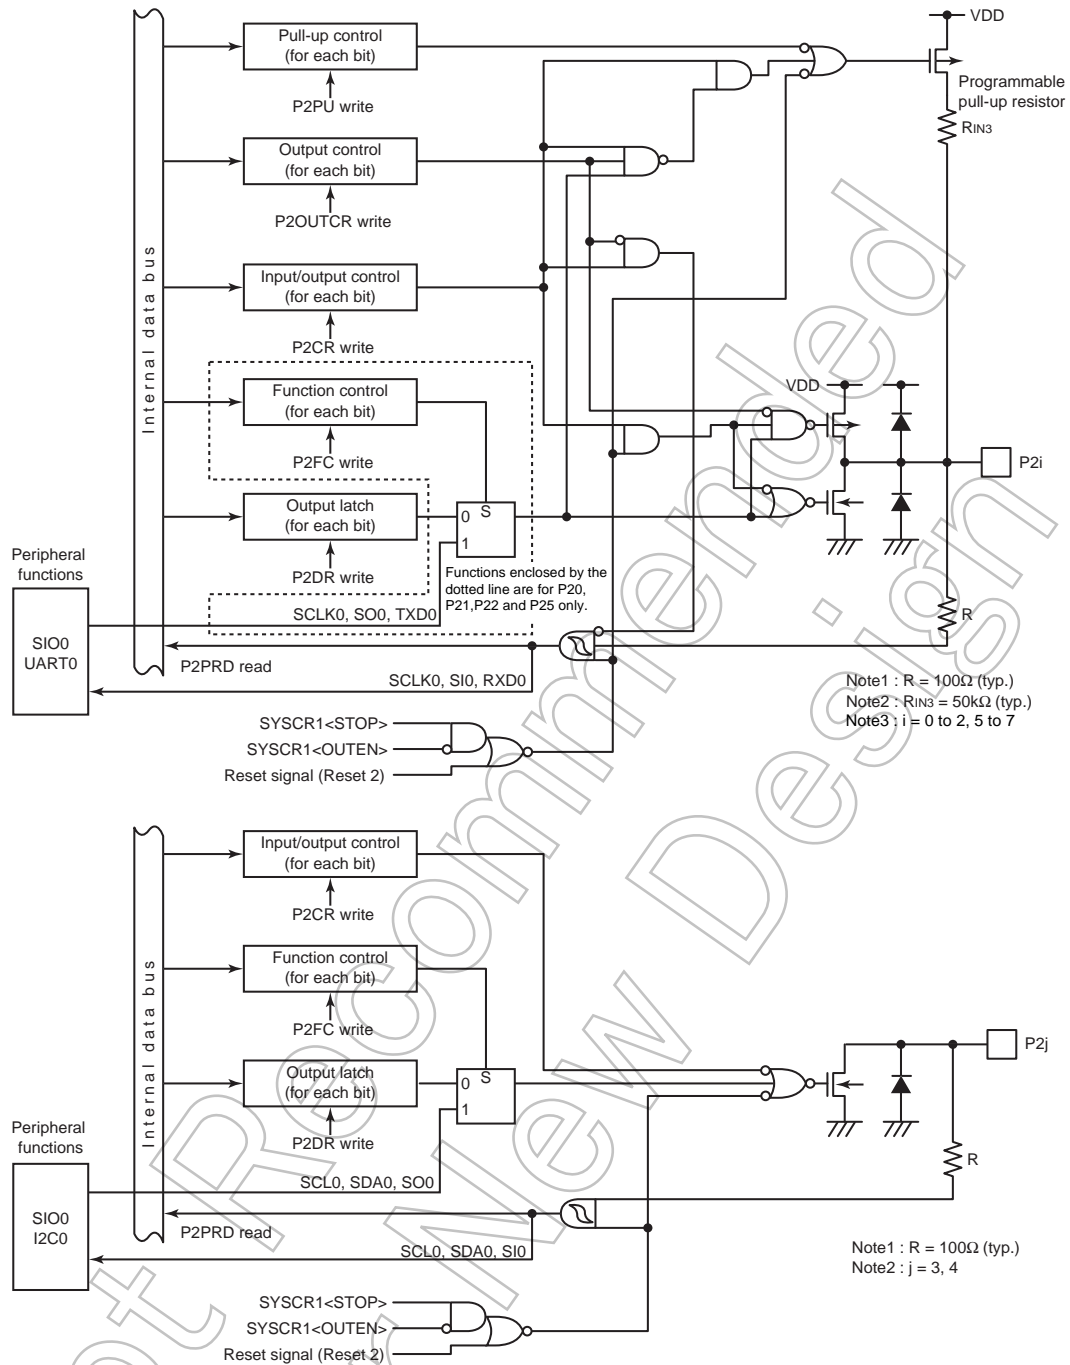 VDD
Pull-up control
(for each bit)
P2PU write
Programmable
pull-up resistor
RIN3
Output control
(for each bit)
P2OUTCR write
Internal data bus
Input/output control
(for each bit)
P2CR write
Function control
(for each bit)
P2FC write
VDD
P2i
Output latch
(for each bit)
P2DR write
0
S
1
Functions enclosed by the
dotted line are for P20,
P21,P22 and P25 only.
Peripheral
functions
SIO0
UART0
SCLK0, SO0, TXD0
R
P2PRD read
SCLK0, SI0, RXD0
Note1 : R = 100Ω (typ.)
Note2 : RIN3 = 50kΩ (typ.)
Note3 : i = 0 to 2, 5 to 7
SYSCR1<STOP>
SYSCR1<OUTEN>
Reset signal (Reset 2)
Input/output control
(for each bit)
P2CR write
Internal data bus
Function control
(for each bit)
P2FC write
P2j
Output latch
(for each bit)
P2DR write
0
S
1
Peripheral
functions
SIO0
I2C0
SCL0, SDA0, SO0
R
P2PRD read
SCL0, SDA0, SI0
Note1 : R = 100Ω (typ.)
Note2 : j = 3, 4
SYSCR1<STOP>
SYSCR1<OUTEN>
Reset signal (Reset 2)
Recommended
New Design